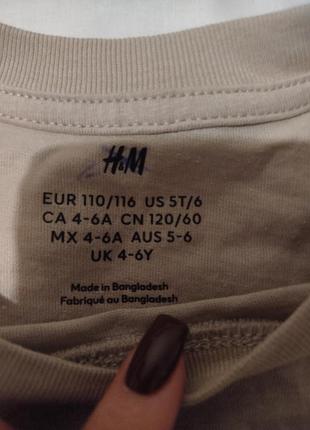 H&M
EUR 110/116 US 5T/6
CA 4-6A CN 120/60
MX 4-6A AUS 5-6
UK 4-6Y
Made in Bangladesh
Fabriqué au Bangladesh